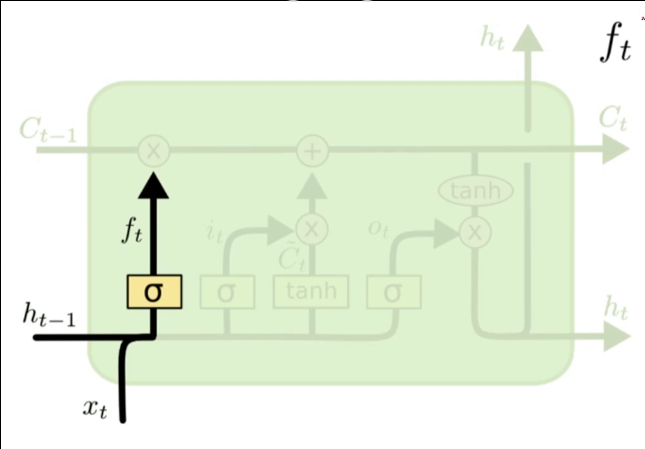 h_t
f_t
C_{t-1}
C_t
×
+
tanh
f_t
i_t
×
o_t
×
\tilde{C}_t
σ
σ
tanh
σ
h_{t-1}
h_t
x_t